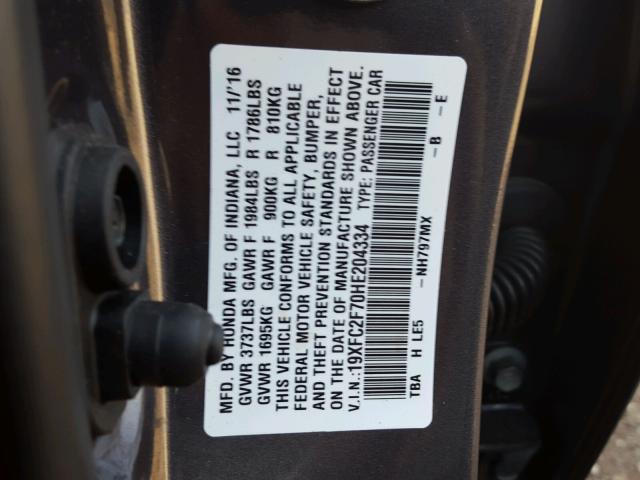 MFD. BY HONDA MFG. OF INDIANA, LLC 11/'16
GVWR 3737LBS GAWR F 1984LBS R 1786LBS
GVWR 1695KG GAWR F 900KG R 810KG
THIS VEHICLE CONFORMS TO ALL APPLICABLE
FEDERAL MOTOR VEHICLE SAFETY, BUMPER,
AND THEFT PREVENTION STANDARDS IN EFFECT
ON THE DATE OF MANUFACTURE SHOWN ABOVE.
V.I.N.:19XFC2F70HE204334 TYPE: PASSENGER CAR
TBA H LE5 -NH797MX -B -E